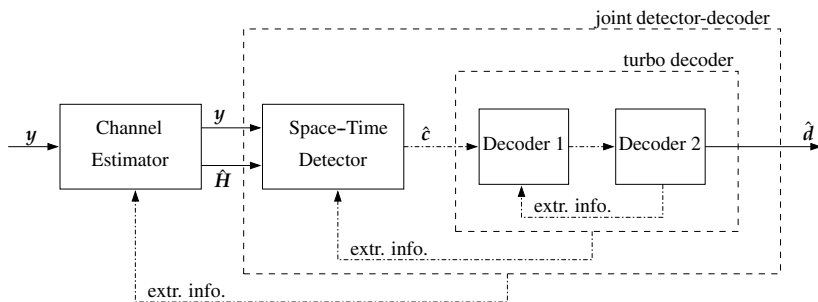 joint detector-decoder
turbo decoder
y
Channel
Estimator
y
Ĥ
Space-Time
Detector
ĉ
Decoder 1
Decoder 2
d̂
extr. info.
extr. info.
extr. info.